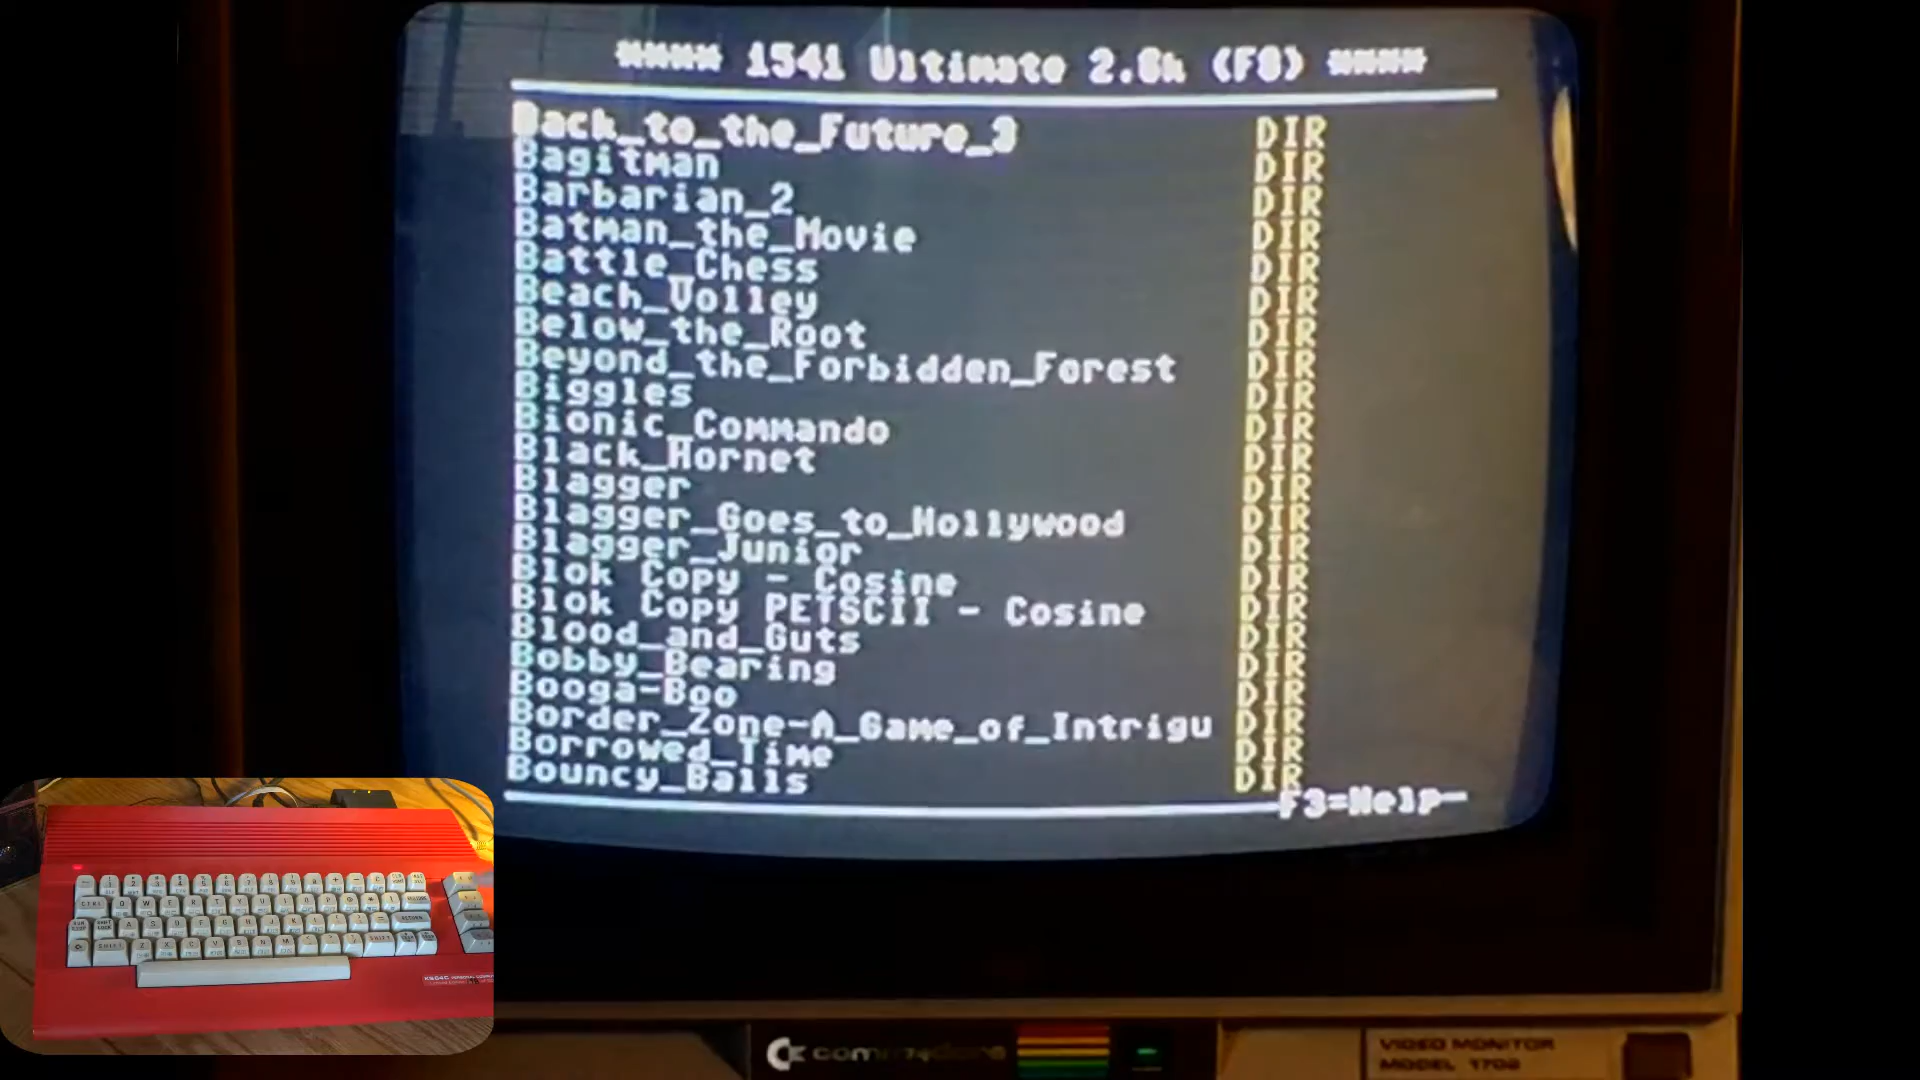 **** 1541 Ultimate 2.6k (F8) ****
Back_to_the_Future_3 DIR
Bagitman DIR
Barbarian_2 DIR
Batman_the_Movie DIR
Battle_Chess DIR
Beach_Volley DIR
Below_the_Root DIR
Beyond_the_Forbidden_Forest DIR
Biggles DIR
Bionic_Commando DIR
Black_Hornet DIR
Blagger DIR
Blagger_Goes_to_Hollywood DIR
Blagger_Junior DIR
Blok Copy - Cosine DIR
Blok Copy PETSCII - Cosine DIR
Blood_and_Guts DIR
Bobby_Bearing DIR
Booga-Boo DIR
Border_Zone-A_Game_of_Intrigu DIR
Borrowed_Time DIR
Bouncy_Balls DIR
F3=Help
commodore
VIDEO MONITOR
MODEL 1702